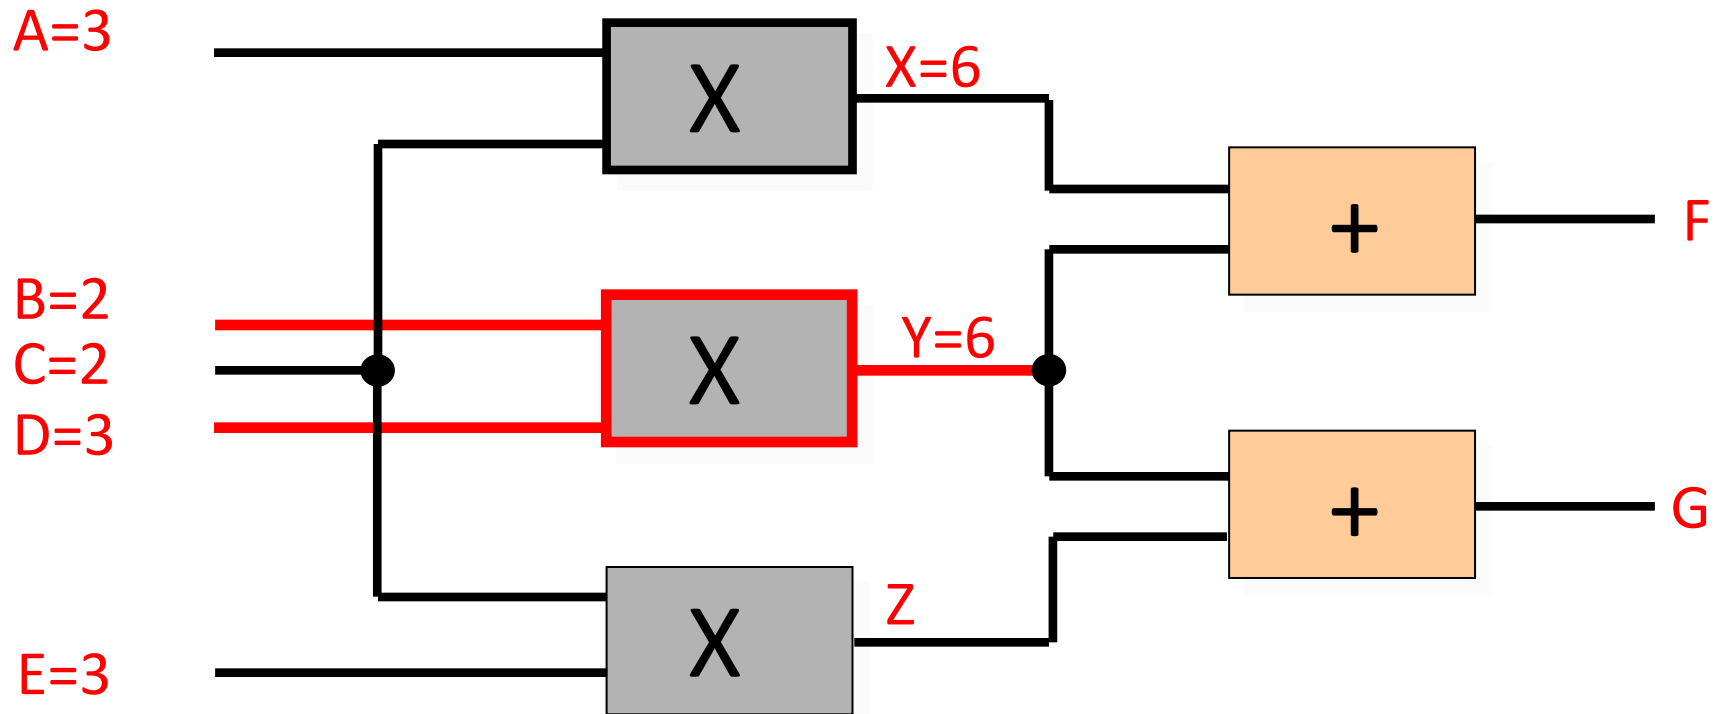 A=3
X
X=6
+
F
B=2
C=2
D=3
X
Y=6
+
G
E=3
X
Z